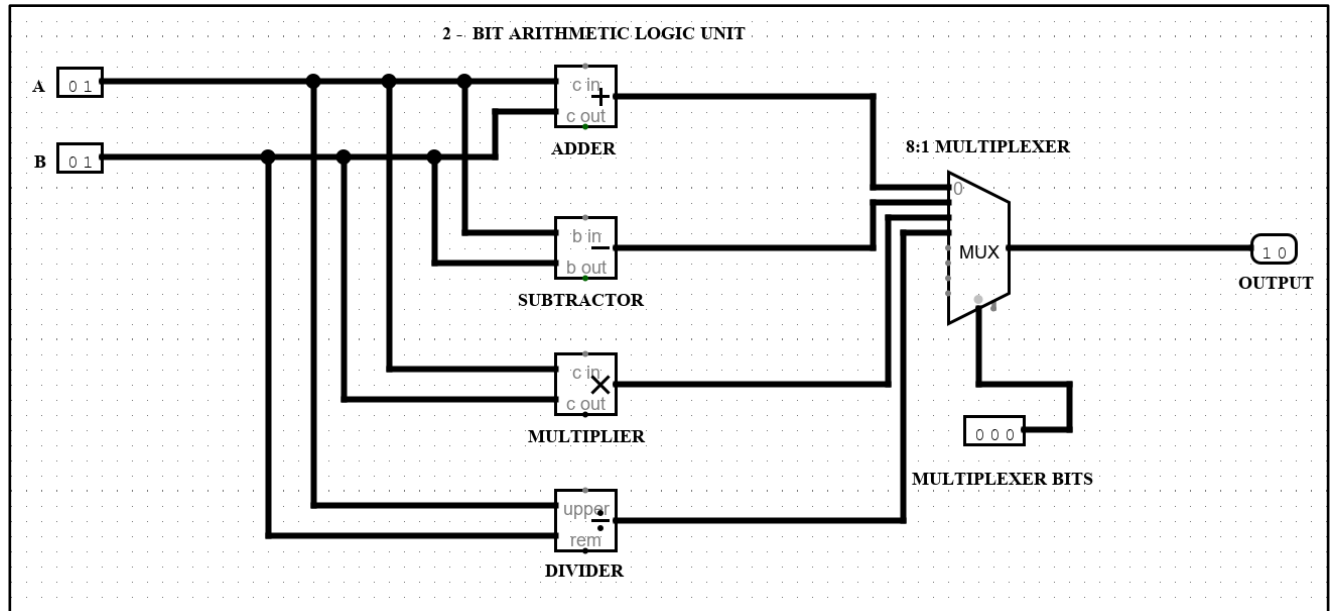 2 - BIT ARITHMETIC LOGIC UNIT
A
0 1
c in
+
c out
ADDER
B
0 1
8:1 MULTIPLEXER
0
MUX
1 0
OUTPUT
b in
−
b out
SUBTRACTOR
c in
×
c out
MULTIPLIER
0 0 0
MULTIPLEXER BITS
upper
÷
rem
DIVIDER